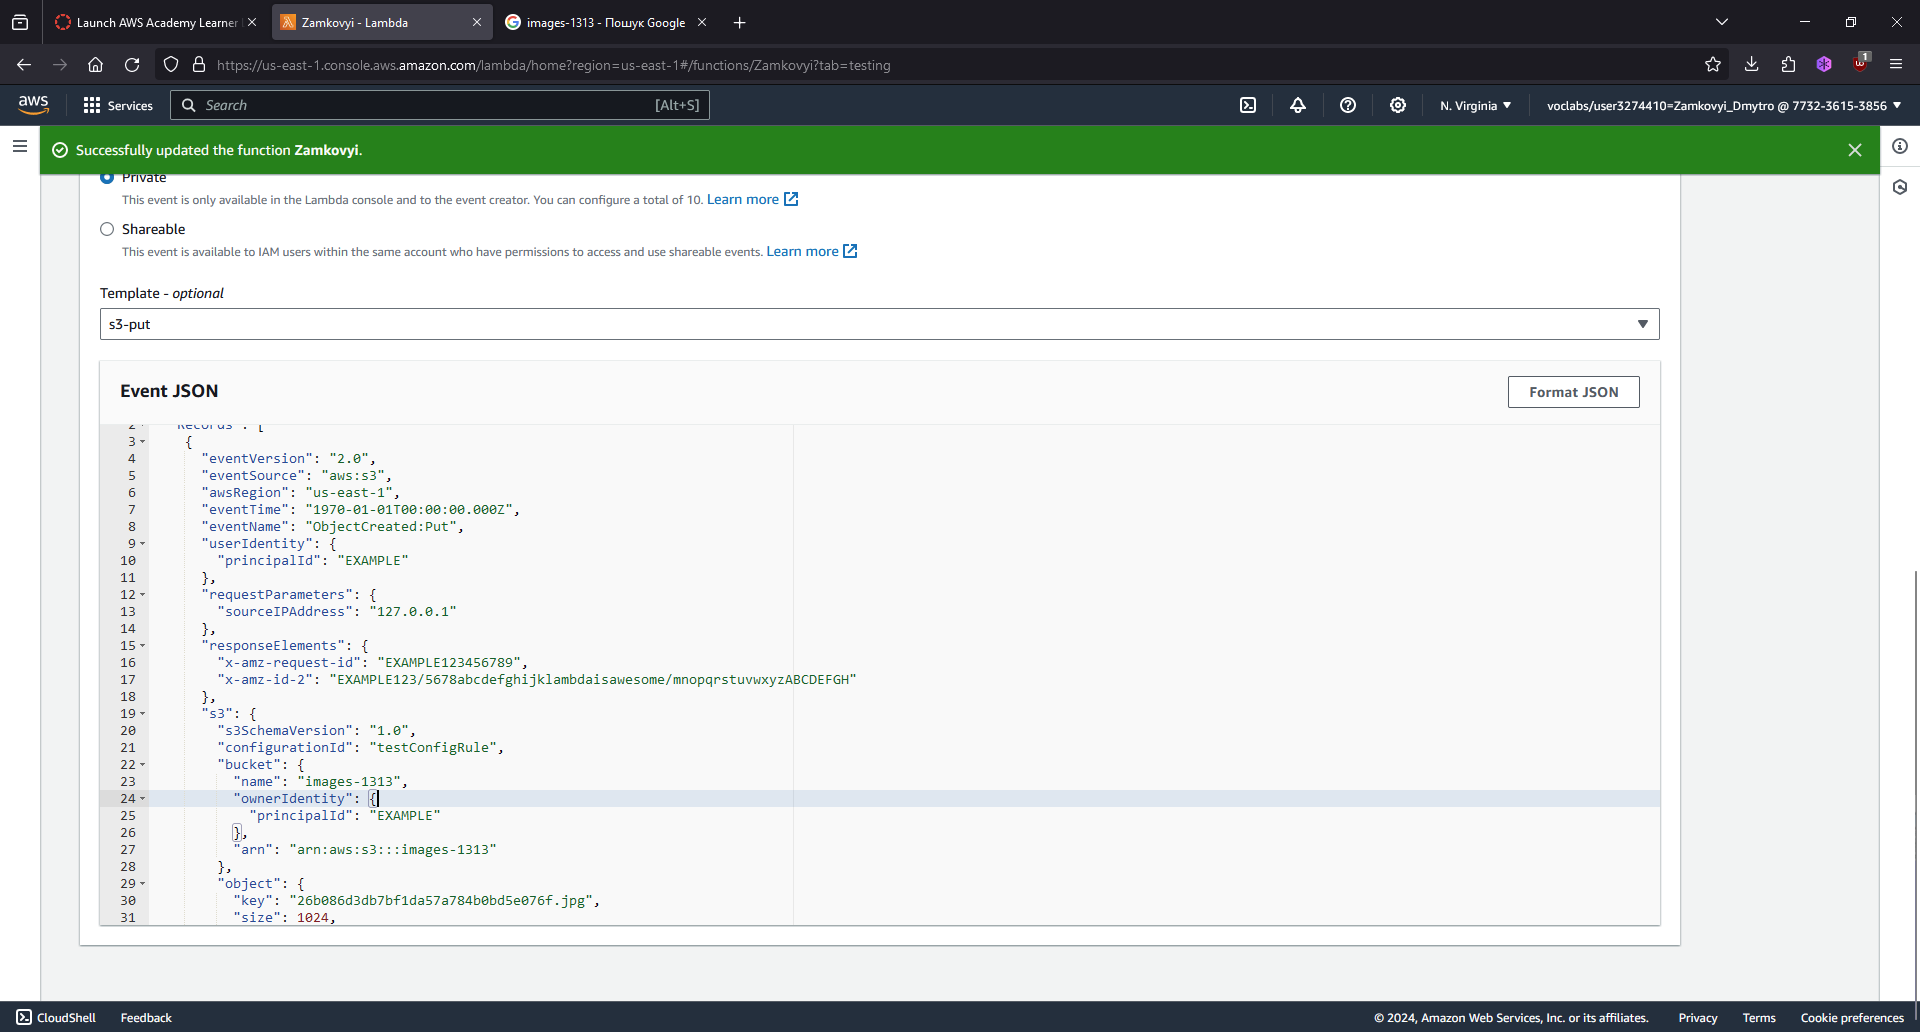 Launch AWS Academy Learner
Zamkovyi - Lambda
images-1313 - Пошук Google
https://us-east-1.console.aws.amazon.com/lambda/home?region=us-east-1#/functions/Zamkovyi?tab=testing
1
aws
Services
Search
[Alt+S]
N. Virginia
voclabs/user3274410=Zamkovyi_Dmytro @ 7732-3615-3856
Successfully updated the function Zamkovyi.
Private
This event is only available in the Lambda console and to the event creator. You can configure a total of 10. Learn more
Shareable
This event is available to IAM users within the same account who have permissions to access and use shareable events. Learn more
Template - optional
s3-put
Event JSON
Format JSON
2 "Records": [
3 {
4 "eventVersion": "2.0",
5 "eventSource": "aws:s3",
6 "awsRegion": "us-east-1",
7 "eventTime": "1970-01-01T00:00:00.000Z",
8 "eventName": "ObjectCreated:Put",
9 "userIdentity": {
10 "principalId": "EXAMPLE"
11 },
12 "requestParameters": {
13 "sourceIPAddress": "127.0.0.1"
14 },
15 "responseElements": {
16 "x-amz-request-id": "EXAMPLE123456789",
17 "x-amz-id-2": "EXAMPLE123/5678abcdefghijklambdaisawesome/mnopqrstuvwxyzABCDEFGH"
18 },
19 "s3": {
20 "s3SchemaVersion": "1.0",
21 "configurationId": "testConfigRule",
22 "bucket": {
23 "name": "images-1313",
24 "ownerIdentity": {
25 "principalId": "EXAMPLE"
26 },
27 "arn": "arn:aws:s3:::images-1313"
28 },
29 "object": {
30 "key": "26b086d3db7bf1da57a784b0bd5e076f.jpg",
31 "size": 1024,
CloudShell
Feedback
© 2024, Amazon Web Services, Inc. or its affiliates.
Privacy
Terms
Cookie preferences